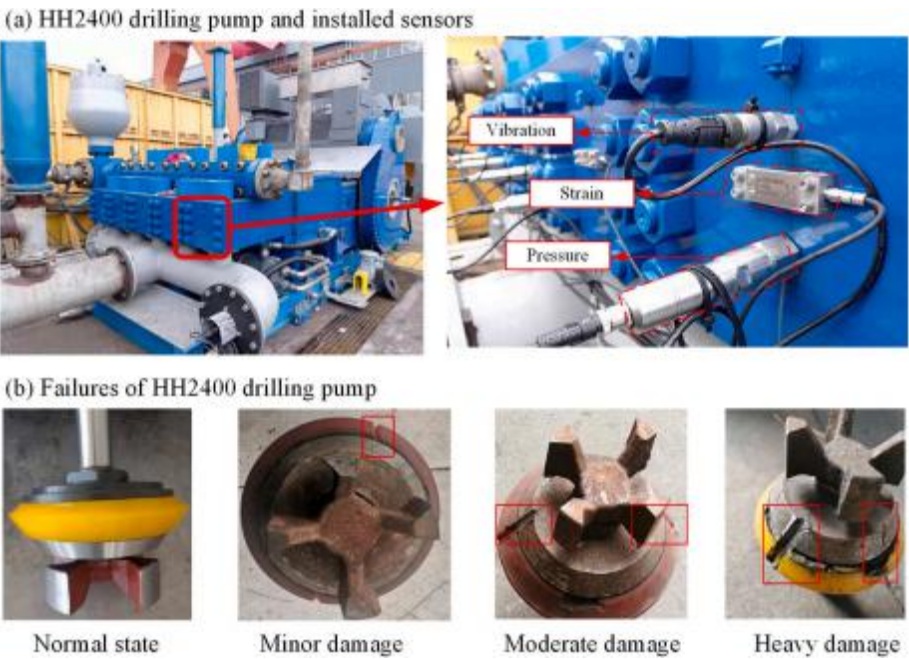 (a) HH2400 drilling pump and installed sensors
Vibration
Strain
Pressure
(b) Failures of HH2400 drilling pump
Normal state
Minor damage
Moderate damage
Heavy damage